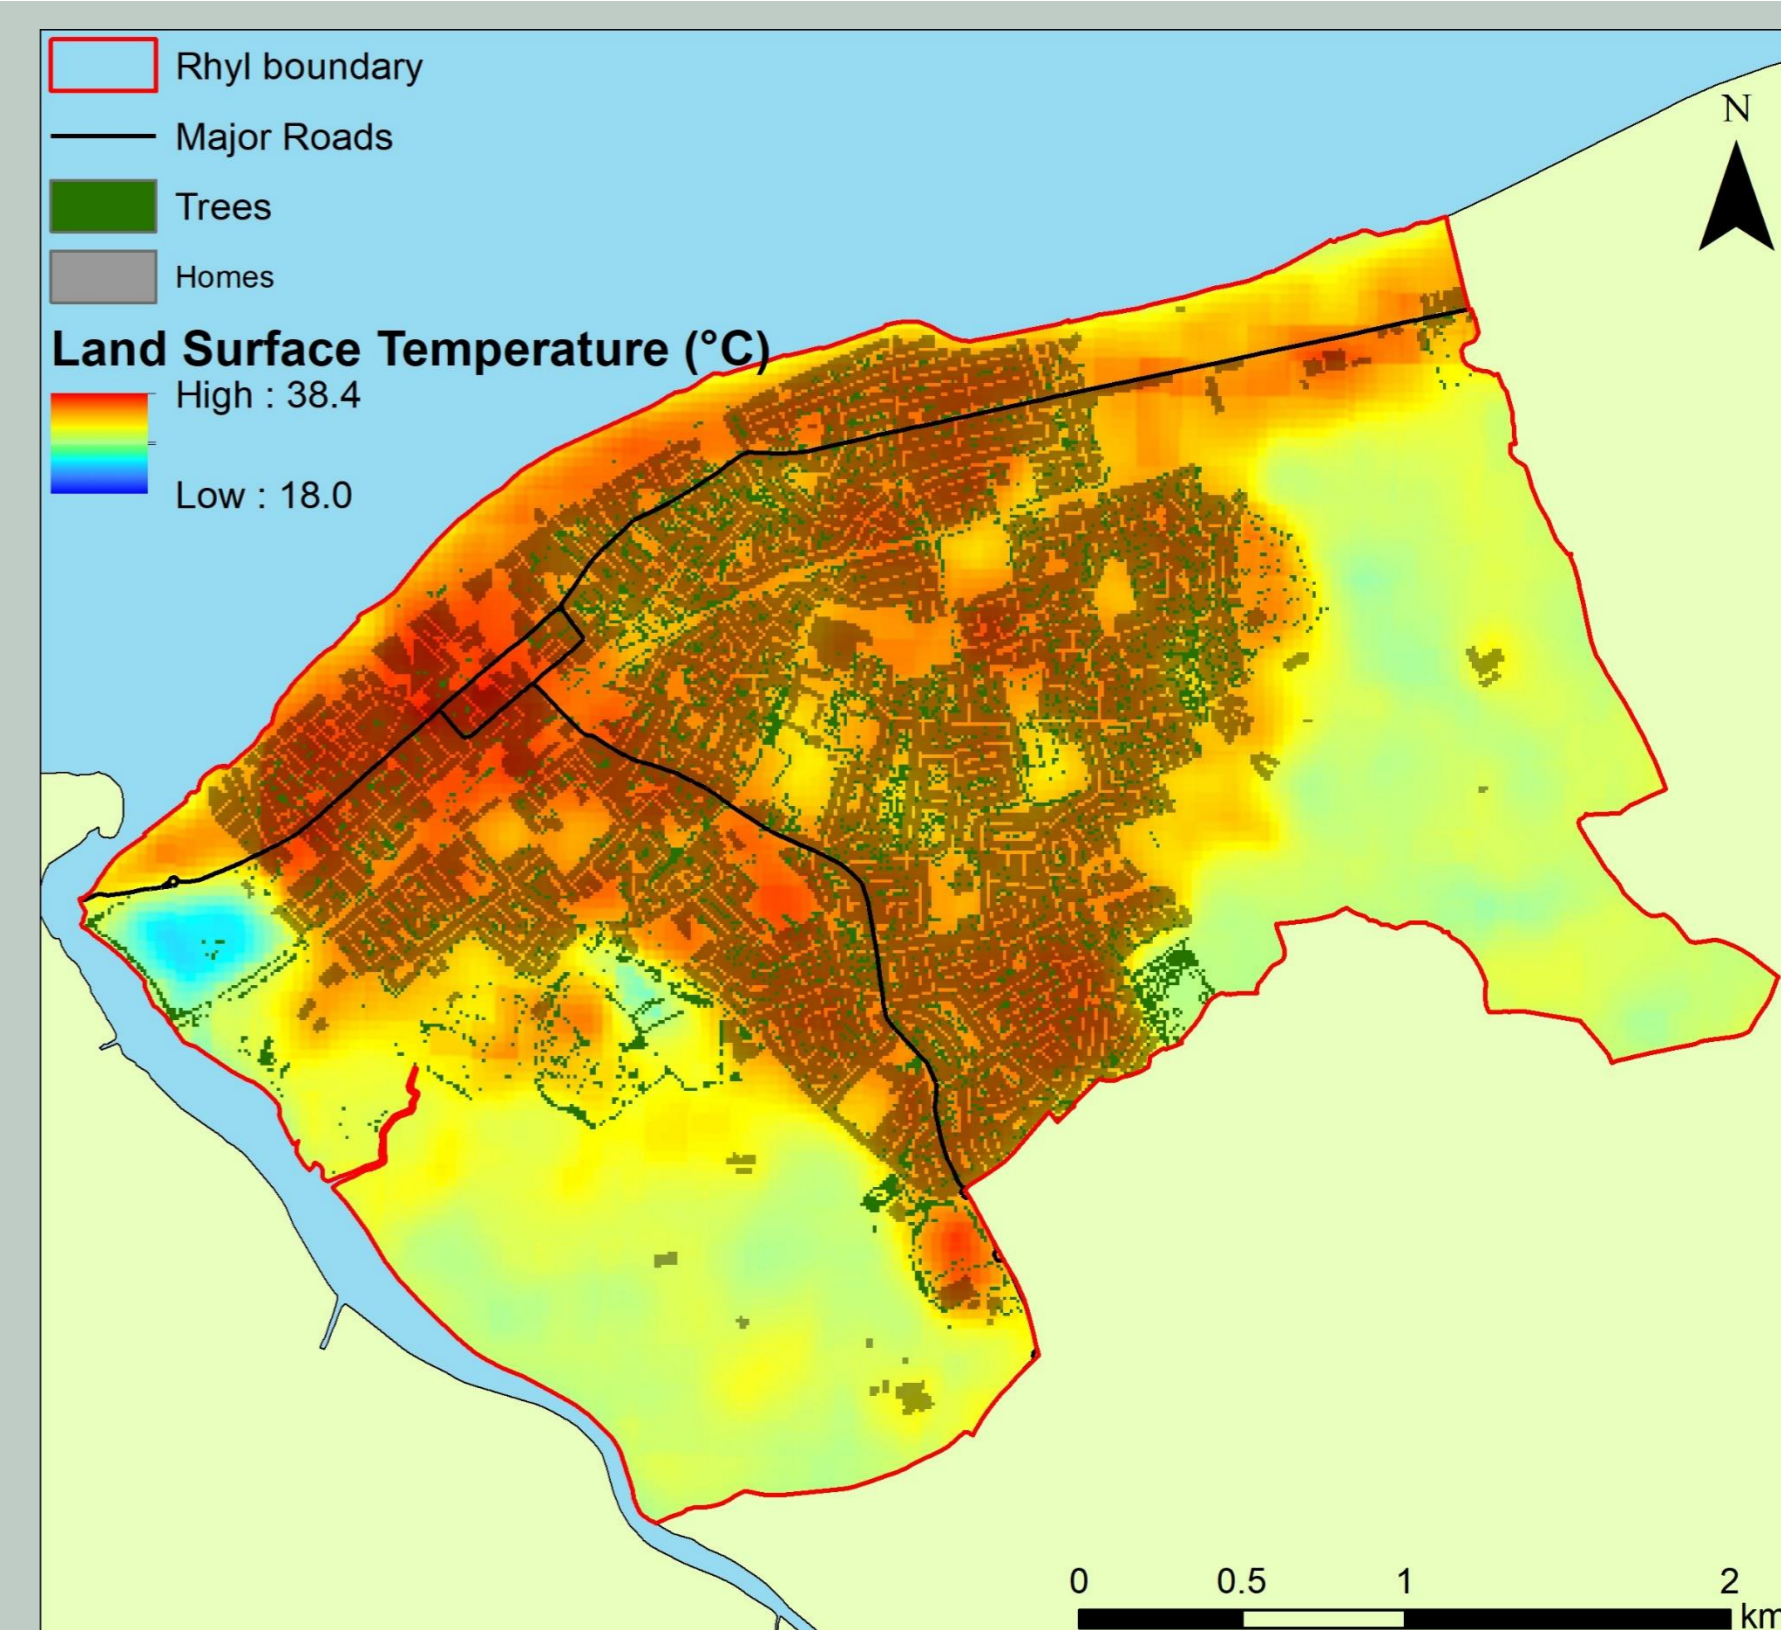 Rhyl boundary
Major Roads
Trees
Homes
Land Surface Temperature (°C)
High : 38.4
Low : 18.0
N
0 0.5 1 2
km